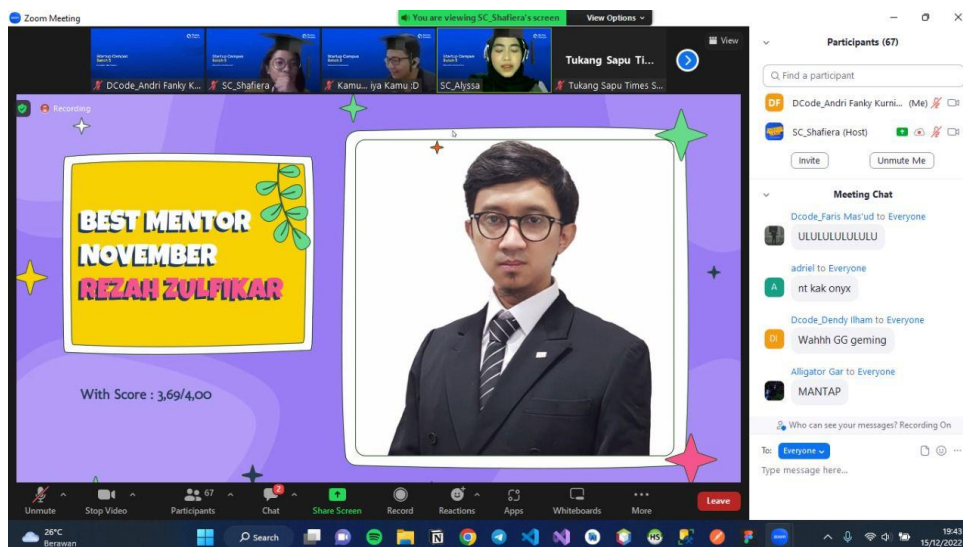 Zoom Meeting
You are viewing SC_Shafiera's screen
View Options
View
DCode_Andri Fanky K...
SC_Shafiera
Kamu... iya Kamu :D
SC_Alyssa
Tukang Sapu Ti...
Tukang Sapu Times S...
Recording
BEST MENTOR
NOVEMBER
REZAH ZULFIKAR
With Score : 3,69/4,00
Participants (67)
Find a participant
DF
DCode_Andri Fanky Kurni... (Me)
SC_Shafiera (Host)
Invite
Unmute Me
Meeting Chat
Dcode_Faris Mas'ud to Everyone
ULULULULULULU
adriel to Everyone
A
nt kak onyx
Dcode_Dendy Ilham to Everyone
DI
Wahhh GG geming
Alligator Gar to Everyone
MANTAP
Who can see your messages? Recording On
To: Everyone
Type message here...
Unmute
Stop Video
67
Participants
2
Chat
Share Screen
Record
Reactions
Apps
Whiteboards
More
Leave
26°C
Berawan
Search
19:43
15/12/2022